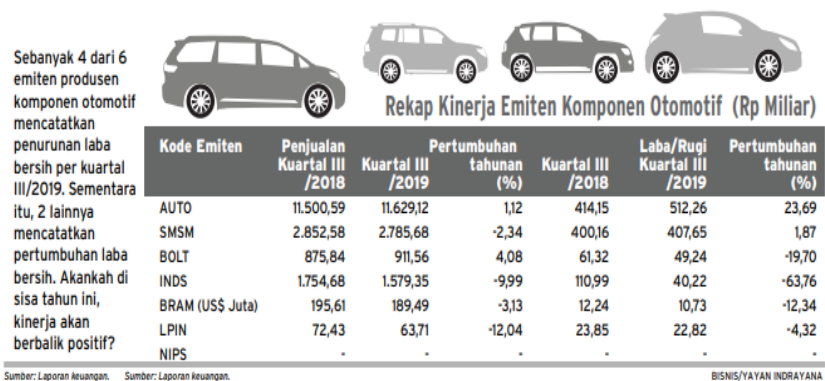 Sebanyak 4 dari 6
emiten produsen
komponen otomotif
mencatatkan
penurunan laba
bersih per kuartal
III/2019. Sementara
itu, 2 lainnya
mencatatkan
pertumbuhan laba
bersih. Akankah di
sisa tahun ini,
kinerja akan
berbalik positif?
Rekap Kinerja Emiten Komponen Otomotif (Rp Miliar)
Kode Emiten Penjualan Kuartal III /2018 Kuartal III /2019 Pertumbuhan tahunan (%) Kuartal III /2018 Laba/Rugi Kuartal III /2019 Pertumbuhan tahunan (%)
AUTO 11.500,59 11.629,12 1,12 414,15 512,26 23,69
SMSM 2.852,58 2.785,68 -2,34 400,16 407,65 1,87
BOLT 875,84 911,56 4,08 61,32 49,24 -19,70
INDS 1.754,68 1.579,35 -9,99 110,99 40,22 -63,76
BRAM (US$ Juta) 195,61 189,49 -3,13 12,24 10,73 -12,34
LPIN 72,43 63,71 -12,04 23,85 22,82 -4,32
NIPS - - - - - -
Sumber: Laporan keuangan. Sumber: Laporan keuangan. BISNIS/YAYAN INDRAYANA